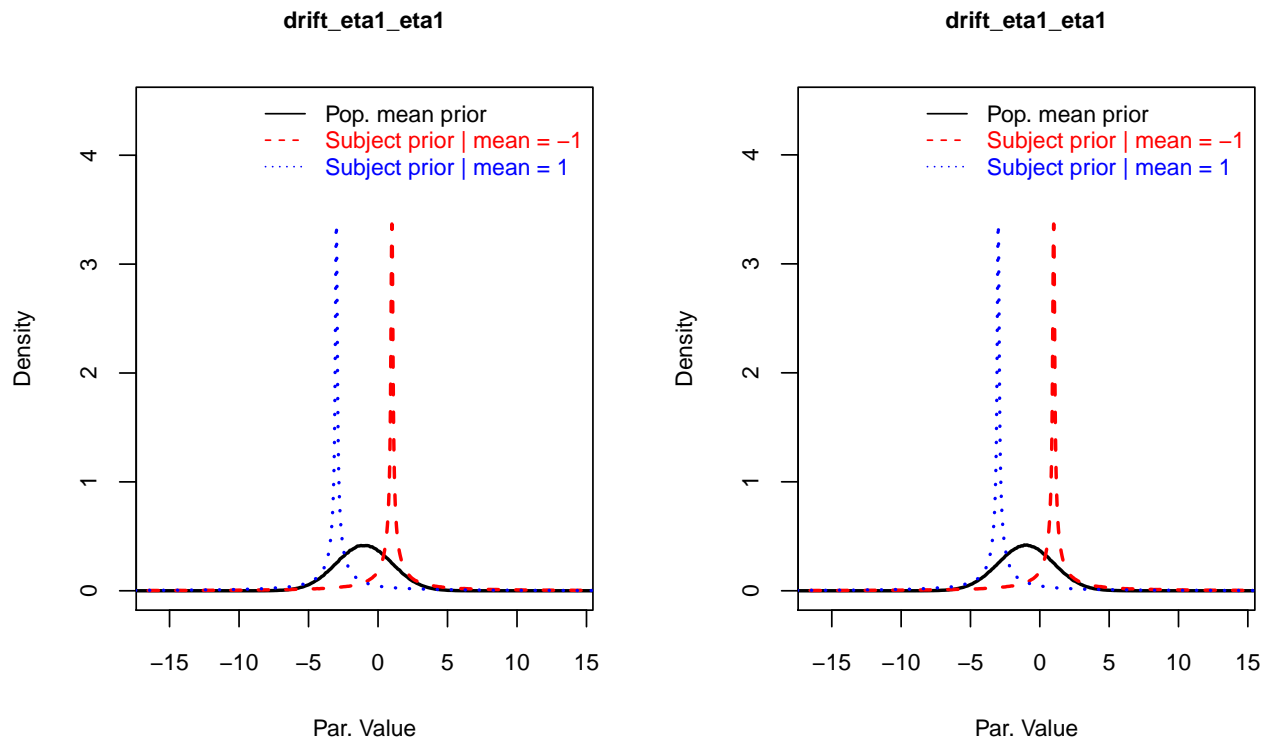 drift_eta1_eta1
Pop. mean prior
Subject prior | mean = −1
Subject prior | mean = 1
Density
4
3
2
1
0
−15 −10 −5 0 5 10 15
Par. Value
drift_eta1_eta1
Pop. mean prior
Subject prior | mean = −1
Subject prior | mean = 1
Density
4
3
2
1
0
−15 −10 −5 0 5 10 15
Par. Value